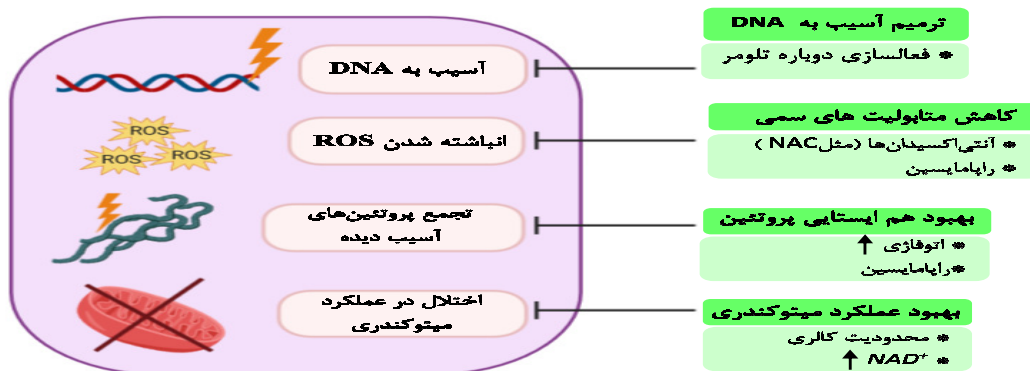 ترمیم آسیب به DNA
* فعالسازی دوباره تلومر
آسیب به DNA
کاهش متابولیت های سمی
* آنتی‌اکسیدان‌ها (مثل NAC )
* راپامایسین
انباشته شدن ROS
ROS
ROS
ROS
بهبود هم ایستایی پروتئین
* اتوفاژی ↑
*راپامایسین
تجمع پروتئین‌های
آسیب دیده
بهبود عملکرد میتوکندری
* محدودیت کالری
* NAD⁺ ↑
اختلال در عملکرد
میتوکندری